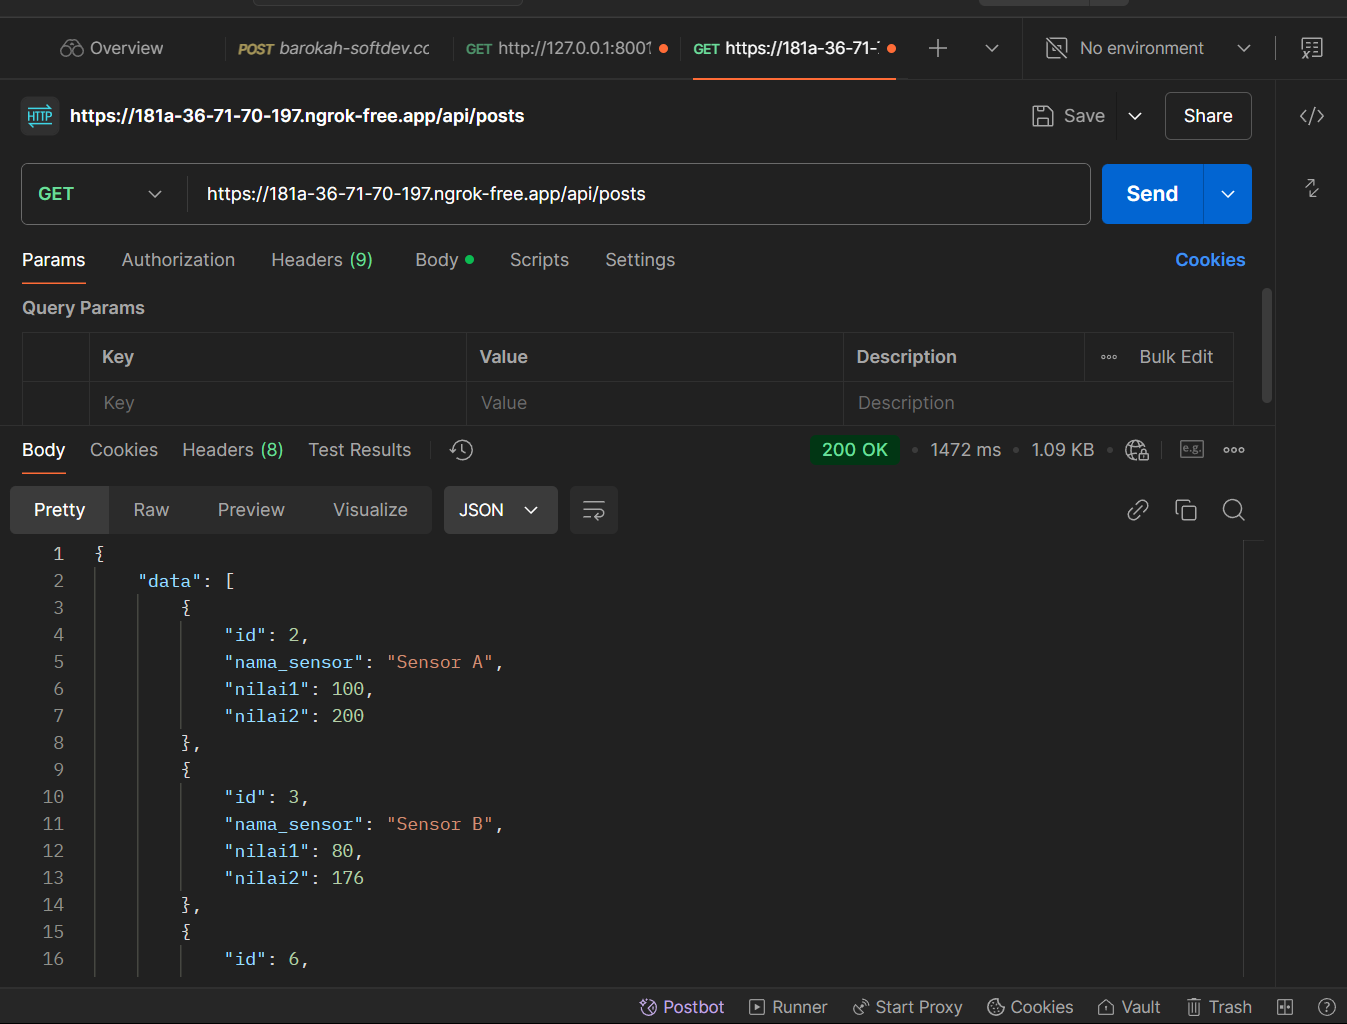 Overview
POST barokah-softdev.cc
GET http://127.0.0.1:8001
GET https://181a-36-71-
No environment
HTTP https://181a-36-71-70-197.ngrok-free.app/api/posts
Save
Share
GET https://181a-36-71-70-197.ngrok-free.app/api/posts
Send
Params Authorization Headers (9) Body Scripts Settings Cookies
Query Params
Key Value Description Bulk Edit
Key Value Description
Body Cookies Headers (8) Test Results 200 OK 1472 ms 1.09 KB e.g.
Pretty Raw Preview Visualize JSON
1 {
2 "data": [
3 {
4 "id": 2,
5 "nama_sensor": "Sensor A",
6 "nilai1": 100,
7 "nilai2": 200
8 },
9 {
10 "id": 3,
11 "nama_sensor": "Sensor B",
12 "nilai1": 80,
13 "nilai2": 176
14 },
15 {
16 "id": 6,
Postbot Runner Start Proxy Cookies Vault Trash